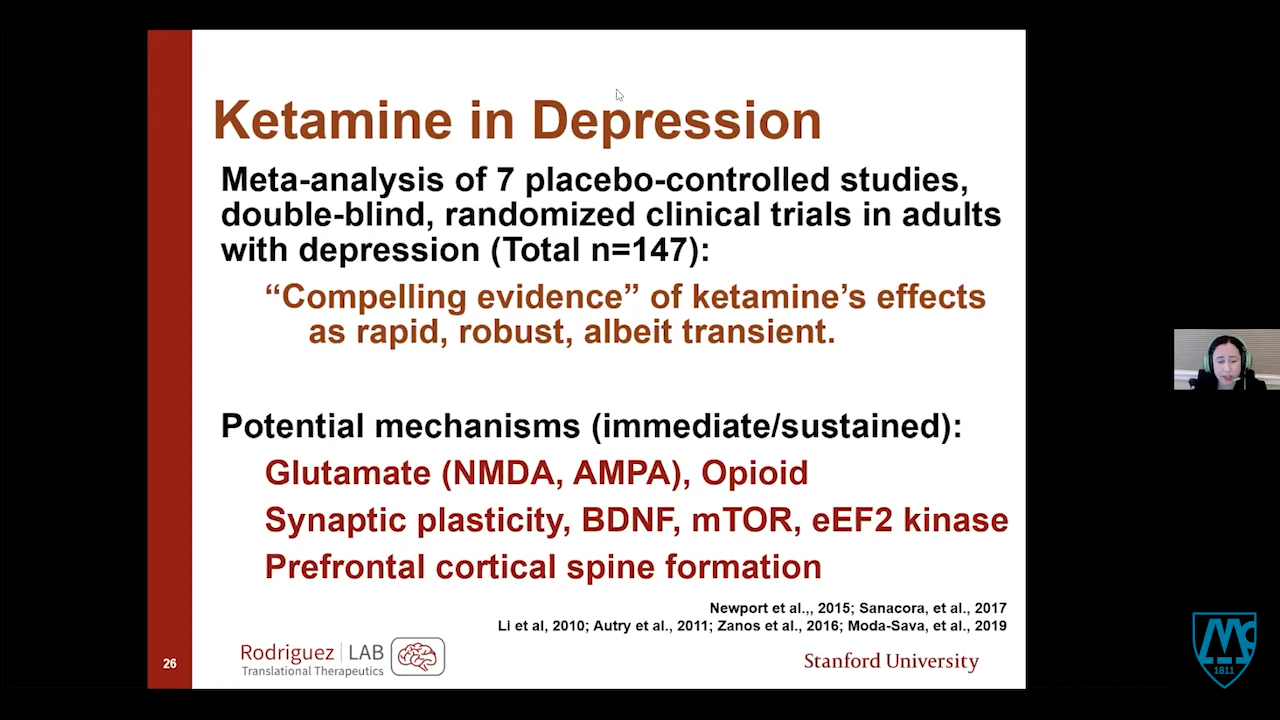 Ketamine in Depression
Meta-analysis of 7 placebo-controlled studies,
double-blind, randomized clinical trials in adults
with depression (Total n=147):
“Compelling evidence” of ketamine’s effects
as rapid, robust, albeit transient.
Potential mechanisms (immediate/sustained):
Glutamate (NMDA, AMPA), Opioid
Synaptic plasticity, BDNF, mTOR, eEF2 kinase
Prefrontal cortical spine formation
Newport et al.,, 2015; Sanacora, et al., 2017
Li et al, 2010; Autry et al., 2011; Zanos et al., 2016; Moda-Sava, et al., 2019
26
Rodriguez | LAB
Translational Therapeutics
Stanford University
1811